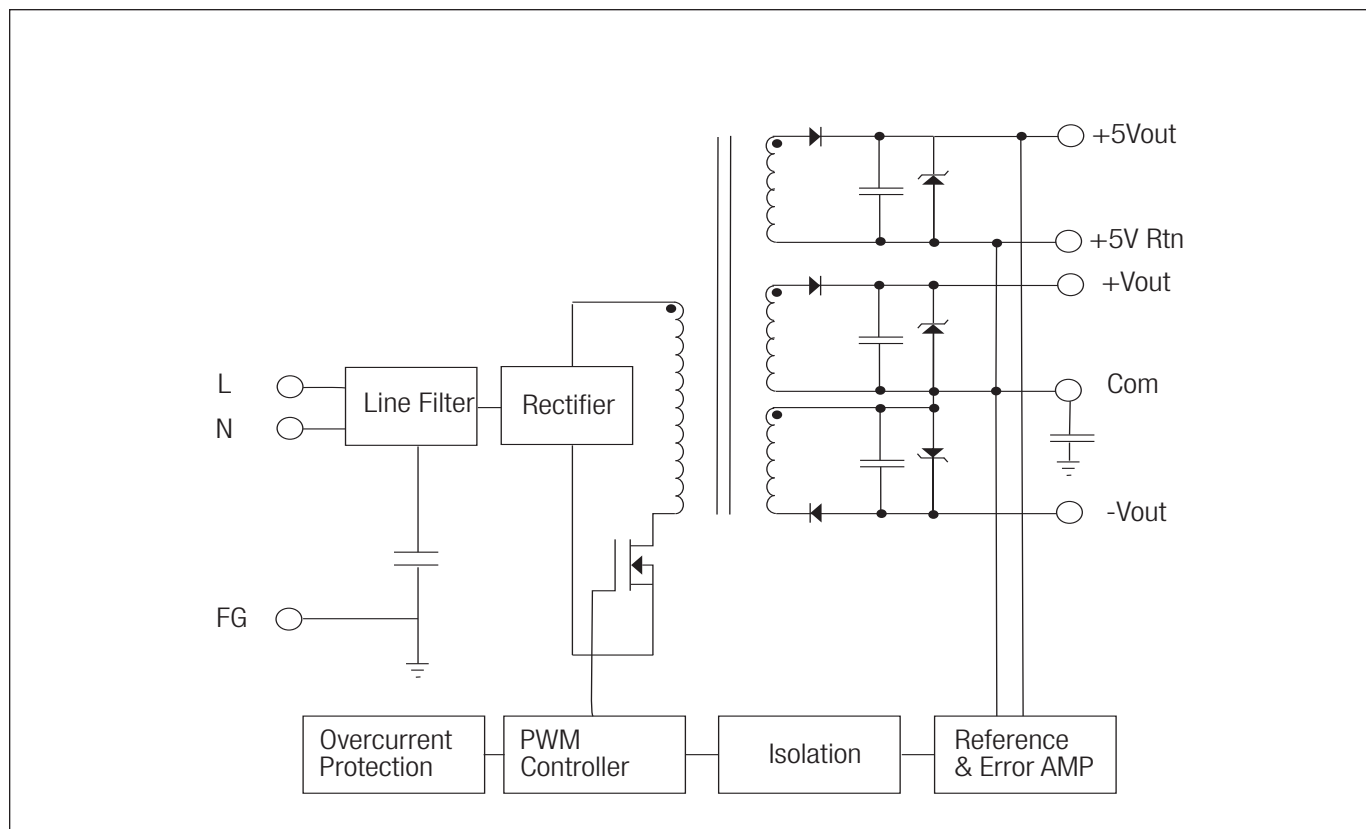 +5Vout
+5V Rtn
+Vout
L
Line Filter
Rectifier
Com
N
-Vout
FG
Overcurrent
Protection
PWM
Controller
Isolation
Reference
& Error AMP